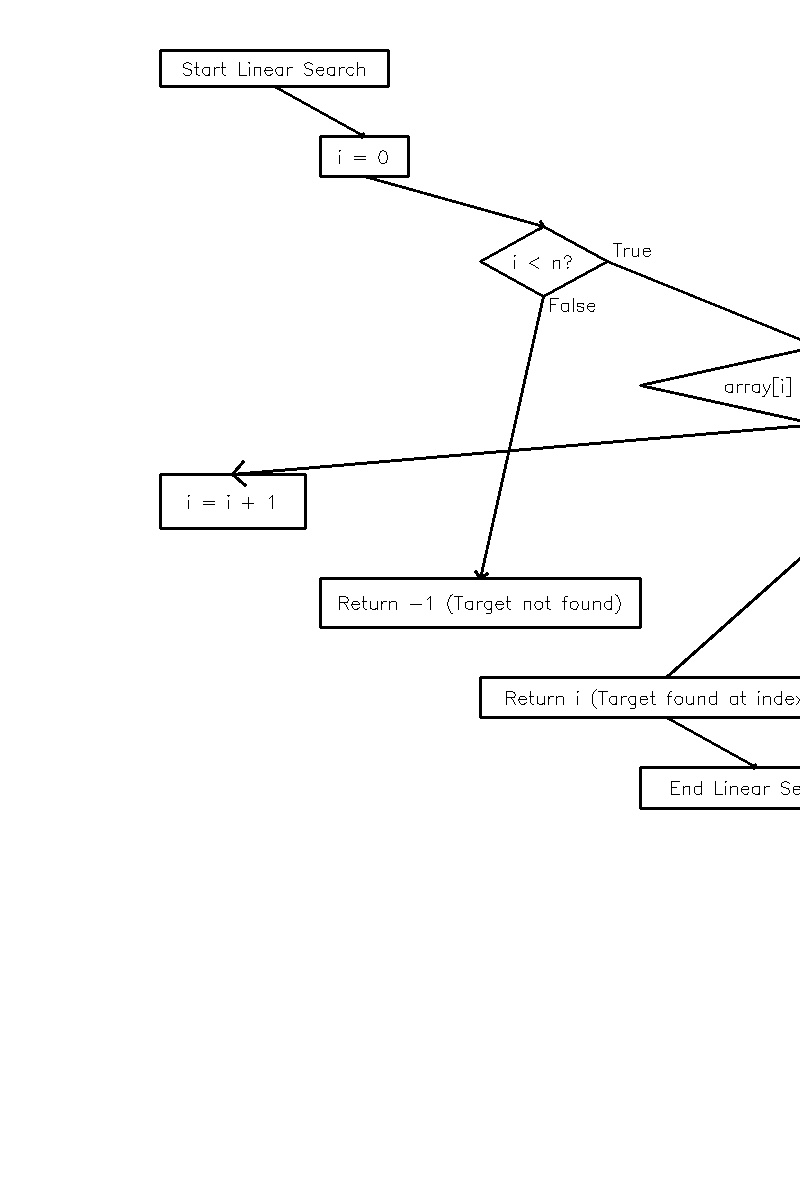 Start Linear Search
i = 0
True
i < n?
False
array[i]
i = i + 1
Return -1 (Target not found)
Return i (Target found at index
End Linear